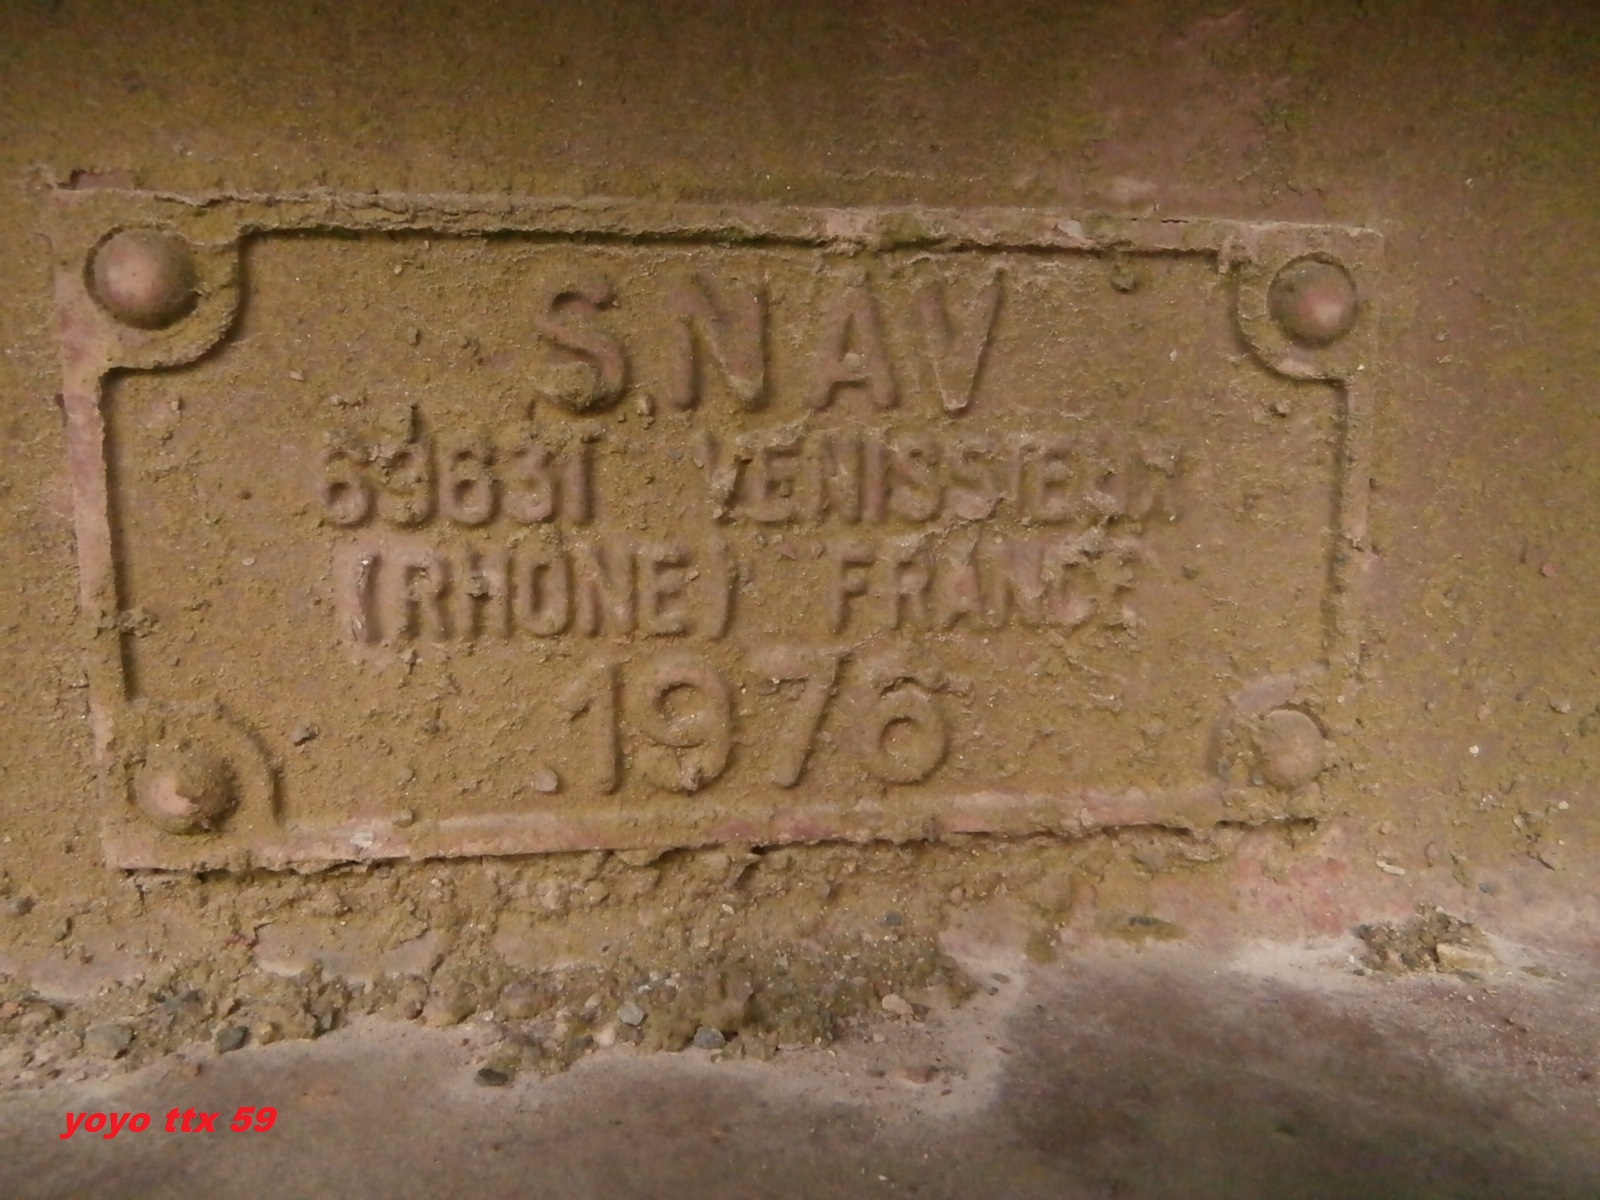 S.NAV
69631 VENISSIEUX
(RHONE) FRANCE
1976
yoyo ttx 59